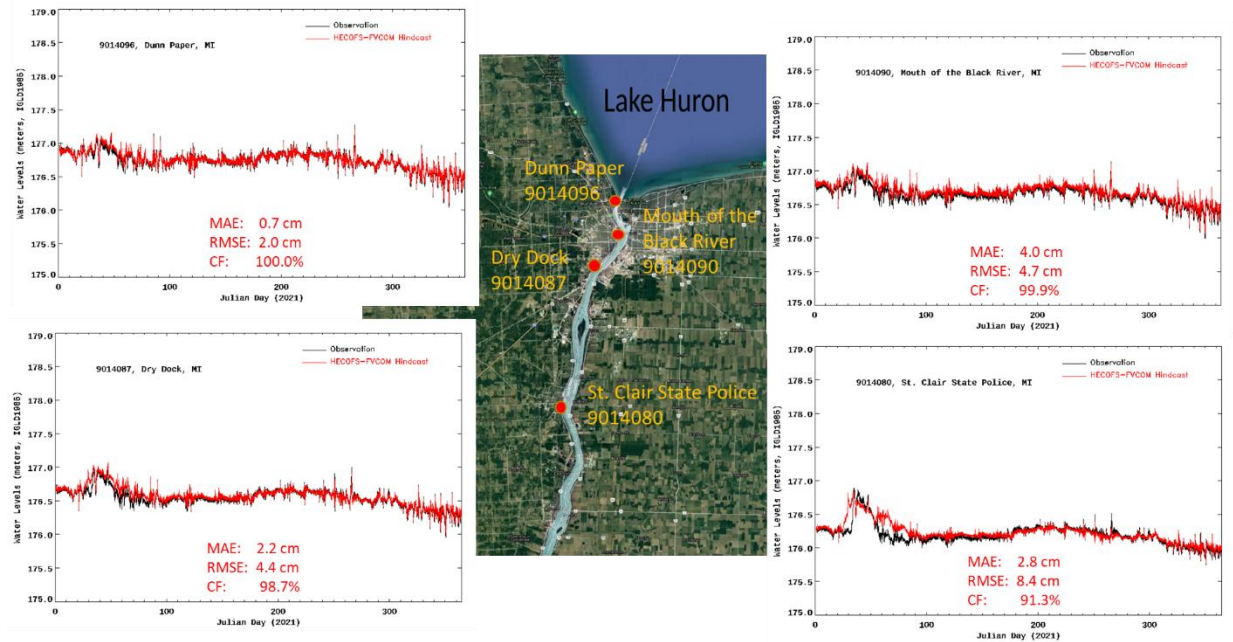 179.0
178.5
178.0
177.5
177.0
176.5
176.0
175.5
175.0
Water Levels (meters, IGLD1985)
Observation
HECOFS-FVCOM Hindcast
9014096, Dunn Paper, MI
MAE: 0.7 cm
RMSE: 2.0 cm
CF: 100.0%
0 100 200 300
Julian Day (2021)
179.0
178.5
178.0
177.5
177.0
176.5
176.0
175.5
175.0
Water Levels (meters, IGLD1985)
Observation
HECOFS-FVCOM Hindcast
9014087, Dry Dock, MI
MAE: 2.2 cm
RMSE: 4.4 cm
CF: 98.7%
0 100 200 300
Julian Day (2021)
Lake Huron
Dunn Paper
9014096
Mouth of the
Black River
9014090
Dry Dock
9014087
St. Clair State Police
9014080
179.0
178.5
178.0
177.5
177.0
176.5
176.0
175.5
175.0
Water Levels (meters, IGLD1985)
Observation
HECOFS-FVCOM Hindcast
9014090, Mouth of the Black River, MI
MAE: 4.0 cm
RMSE: 4.7 cm
CF: 99.9%
0 100 200 300
Julian Day (2021)
179.0
178.5
178.0
177.5
177.0
176.5
176.0
175.5
175.0
Water Levels (meters, IGLD1985)
Observation
HECOFS-FVCOM Hindcast
9014080, St. Clair State Police, MI
MAE: 2.8 cm
RMSE: 8.4 cm
CF: 91.3%
0 100 200 300
Julian Day (2021)